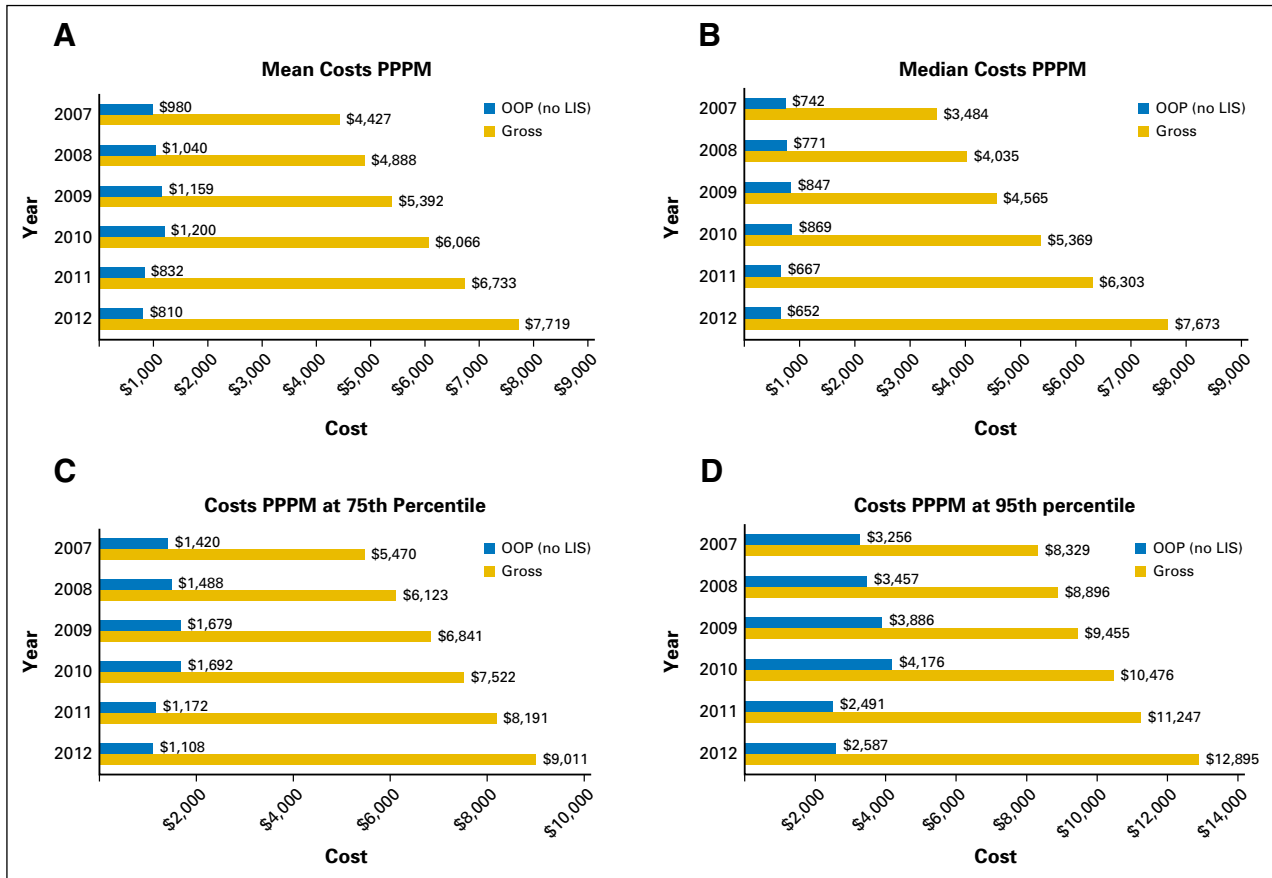 A
Mean Costs PPPM
OOP (no LIS)
Gross
Year
2007
$980
$4,427
2008
$1,040
$4,888
2009
$1,159
$5,392
2010
$1,200
$6,066
2011
$832
$6,733
2012
$810
$7,719
$1,000 $2,000 $3,000 $4,000 $5,000 $6,000 $7,000 $8,000 $9,000
Cost
B
Median Costs PPPM
OOP (no LIS)
Gross
Year
2007
$742
$3,484
2008
$771
$4,035
2009
$847
$4,565
2010
$869
$5,369
2011
$667
$6,303
2012
$652
$7,673
$1,000 $2,000 $3,000 $4,000 $5,000 $6,000 $7,000 $8,000 $9,000
Cost
C
Costs PPPM at 75th Percentile
OOP (no LIS)
Gross
Year
2007
$1,420
$5,470
2008
$1,488
$6,123
2009
$1,679
$6,841
2010
$1,692
$7,522
2011
$1,172
$8,191
2012
$1,108
$9,011
$2,000 $4,000 $6,000 $8,000 $10,000
Cost
D
Costs PPPM at 95th percentile
OOP (no LIS)
Gross
Year
2007
$3,256
$8,329
2008
$3,457
$8,896
2009
$3,886
$9,455
2010
$4,176
$10,476
2011
$2,491
$11,247
2012
$2,587
$12,895
$2,000 $4,000 $6,000 $8,000 $10,000 $12,000 $14,000
Cost